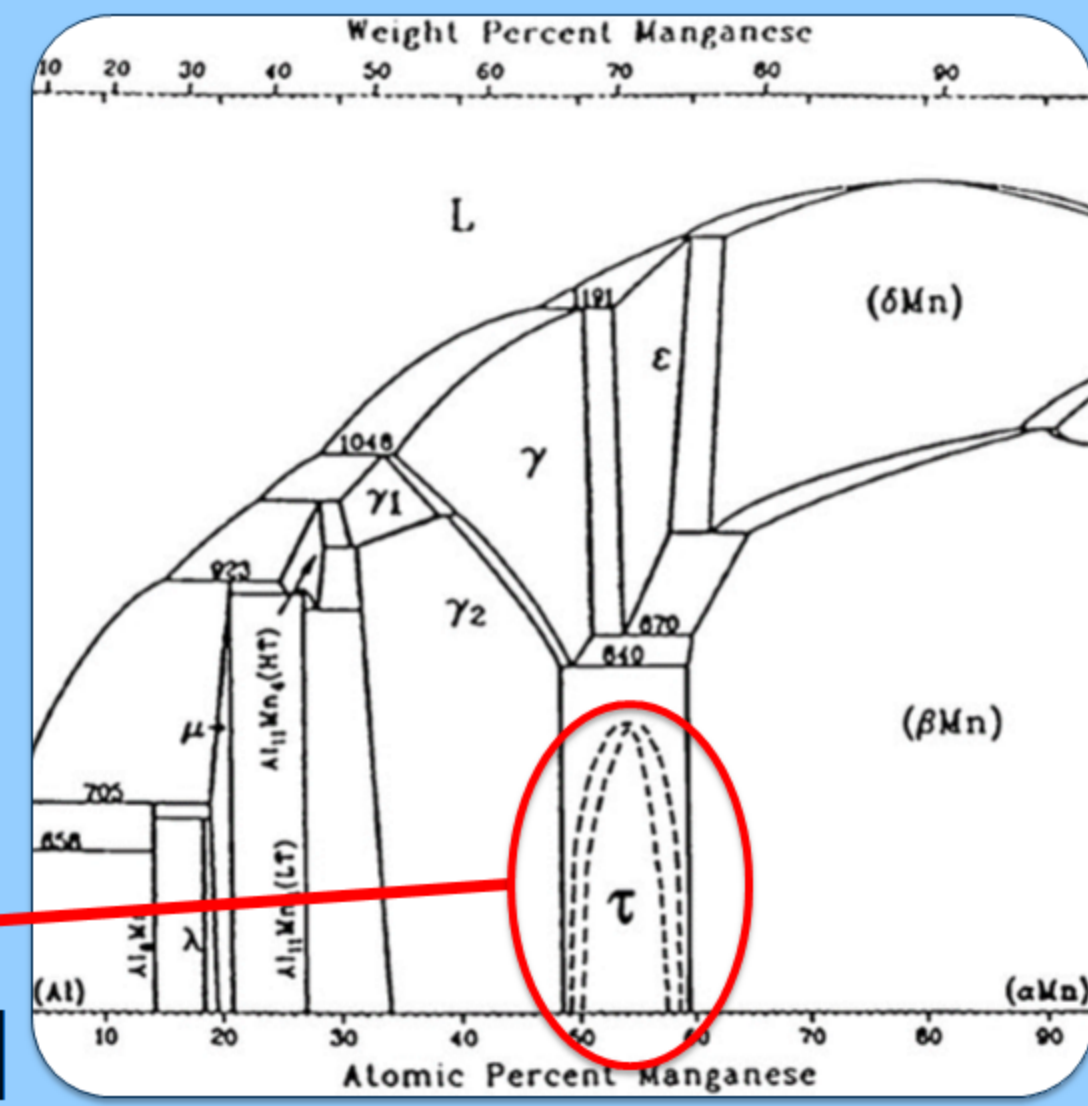 Weight Percent Manganese
10 20 30 40 50 60 70 80 90
L
1191
(δMn)
ε
1048
γ
γ1
923
γ2
670
840
Al₁₁Mn₄(HT)
μ
(βMn)
705
658
Al₁₁Mn₄(LT)
τ
λ
(Al)
(αMn)
10 20 30 40 50 60 70 80 90
Atomic Percent Manganese